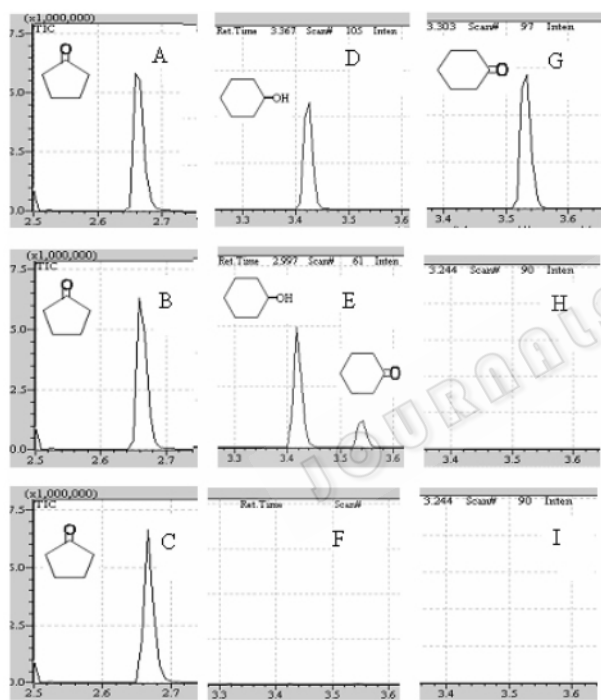 (x1,000,000)
TIC
7.5
5.0
2.5
0.0
2.5 2.6 2.7
O
A
Ret.Time 3.367 Scan# 105 Inten
OH
D
3.3 3.4 3.5 3.6
3.303 Scan# 97 Inten
O
G
3.4 3.5 3.6
(x1,000,000)
TIC
7.5
5.0
2.5
0.0
2.5 2.6 2.7
O
B
Ret.Time 2.997 Scan# 61 Inten
OH
E
O
3.3 3.4 3.5 3.6
3.244 Scan# 90 Inten
H
3.4 3.5 3.6
(x1,000,000)
TIC
7.5
5.0
2.5
0.0
2.5 2.6 2.7
O
C
Ret.Time Scan#
F
3.3 3.4 3.5 3.6
3.244 Scan# 90 Inten
I
3.4 3.5 3.6
JOURNALS